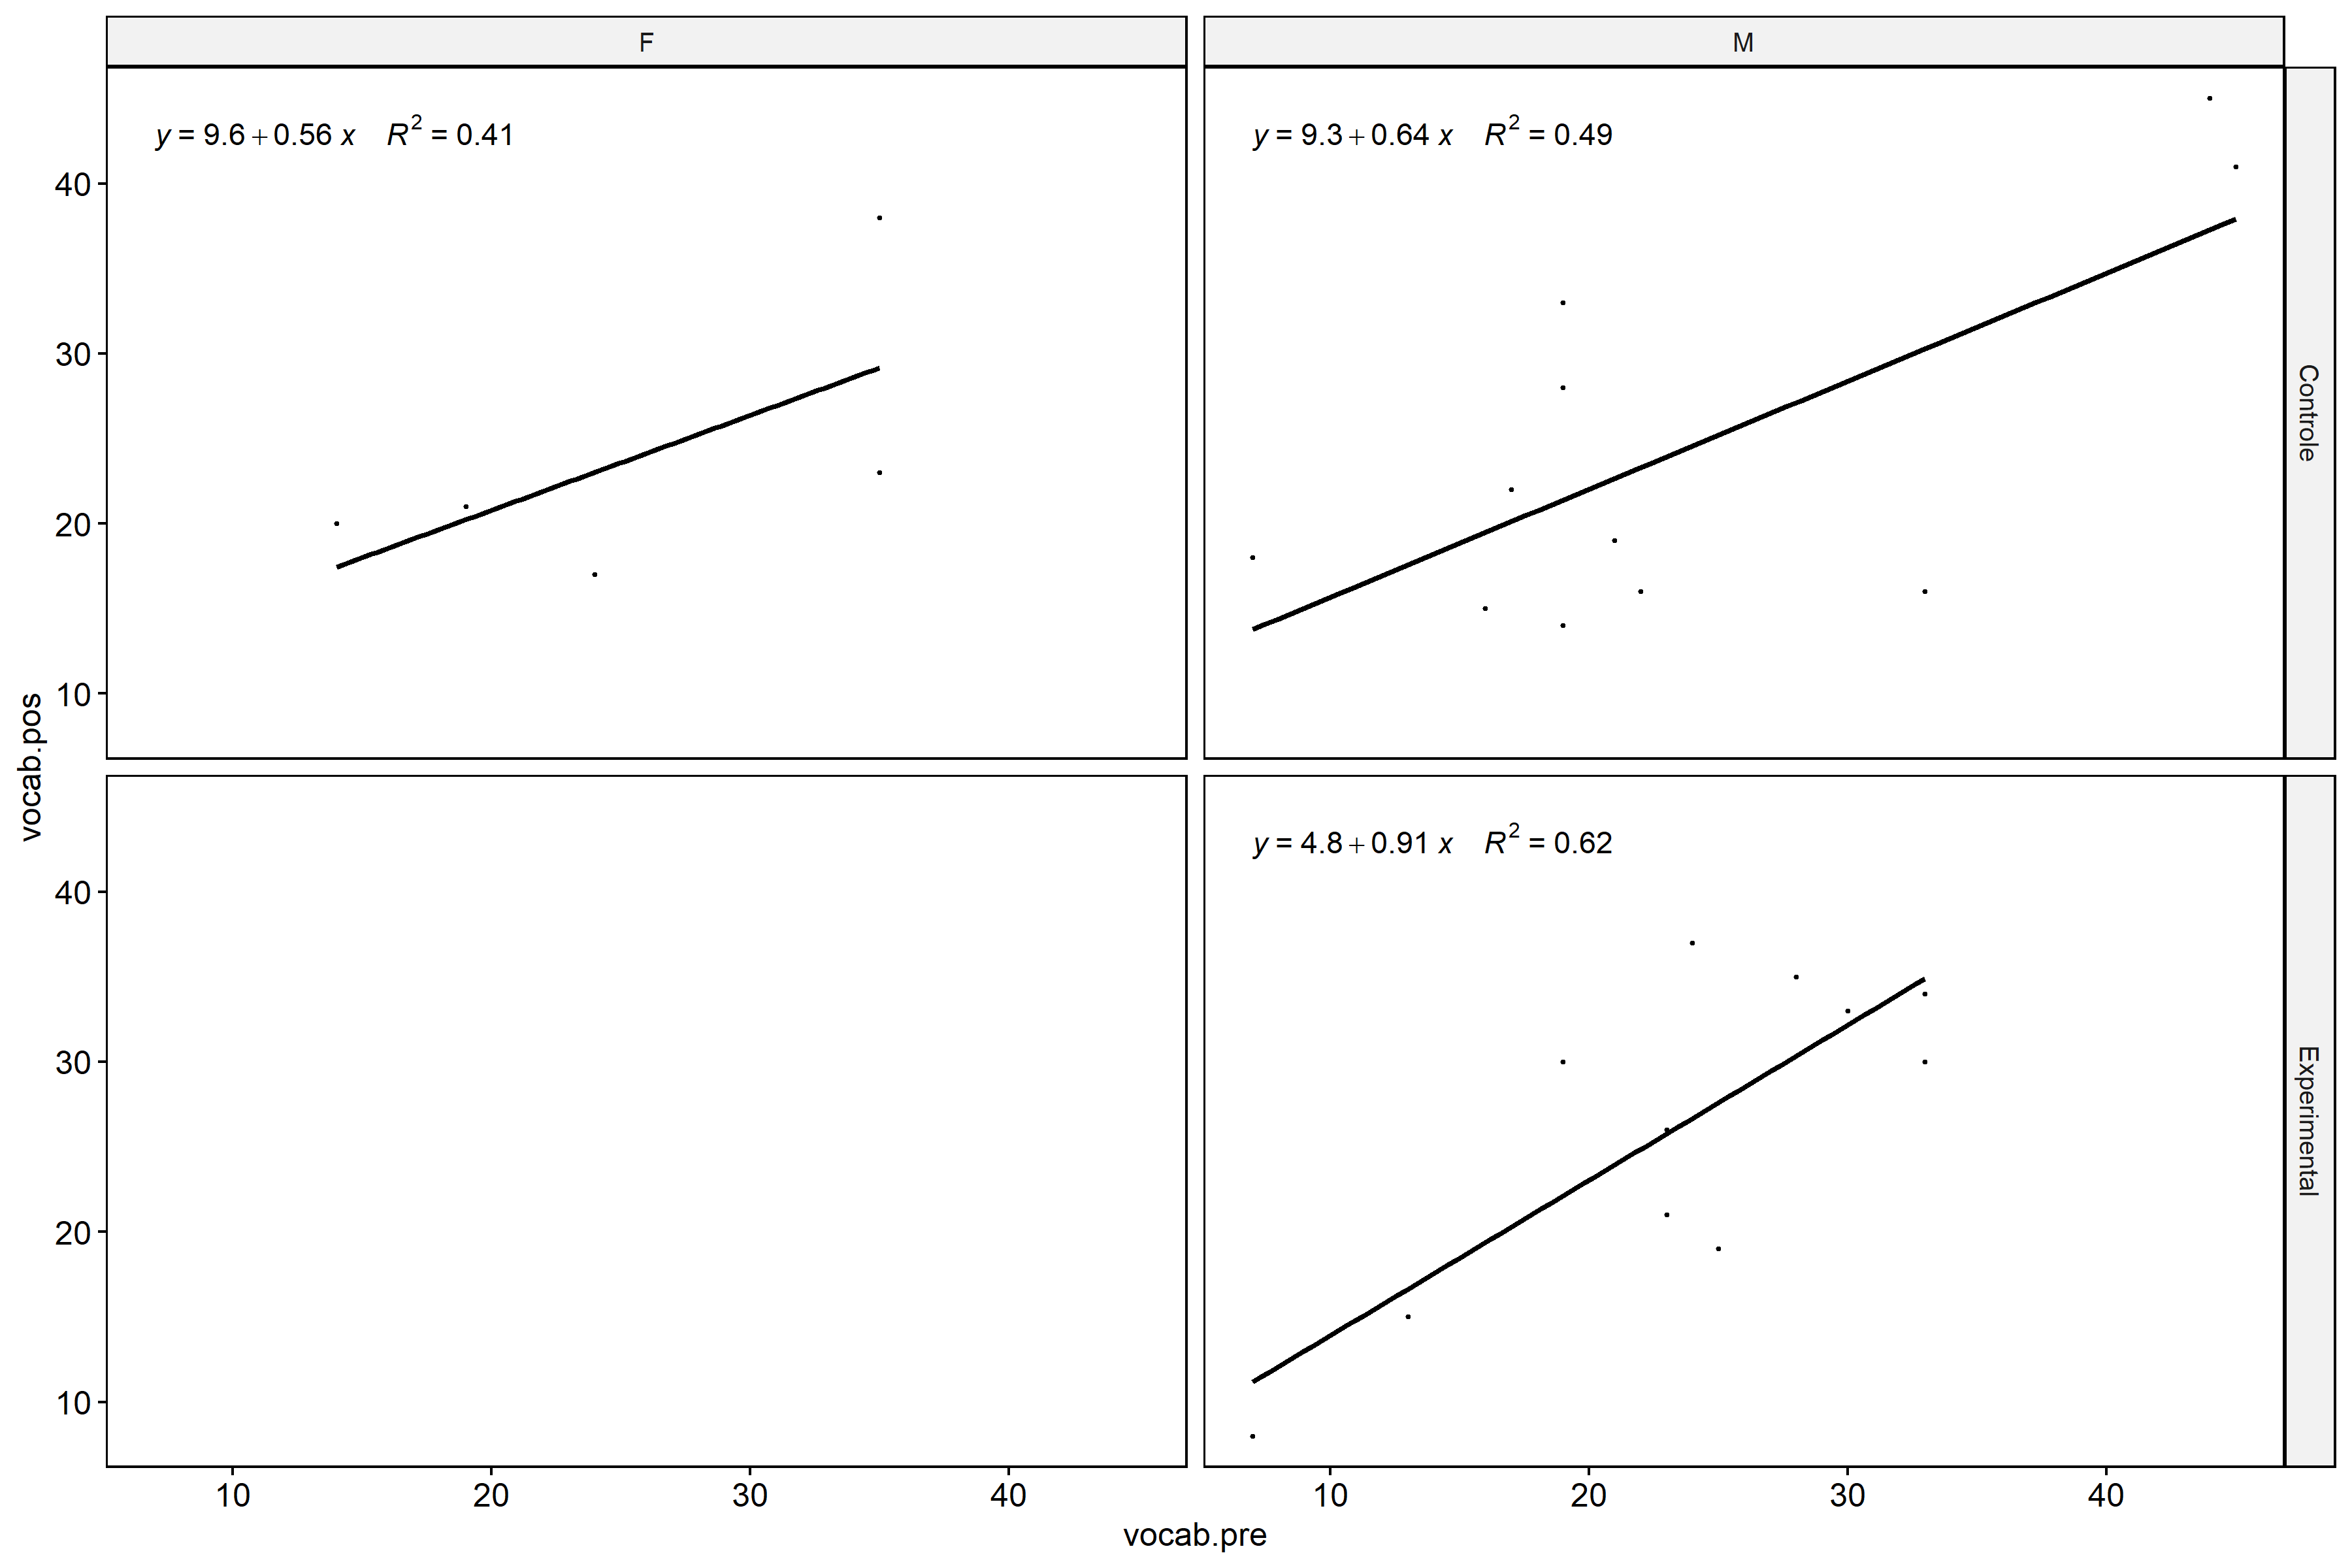 F
M
y = 9.6 + 0.56 x R² = 0.41
y = 9.3 + 0.64 x R² = 0.49
40
30
20
10
Controle
y = 4.8 + 0.91 x R² = 0.62
40
30
20
10
Experimental
vocab.pos
10 20 30 40
10 20 30 40
vocab.pre